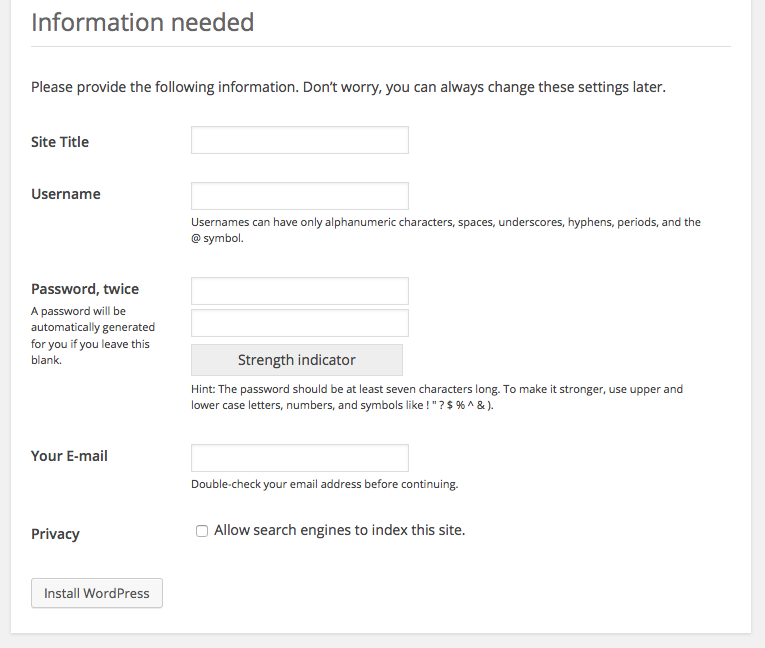 Information needed
Please provide the following information. Don’t worry, you can always change these settings later.
Site Title
Username
Usernames can have only alphanumeric characters, spaces, underscores, hyphens, periods, and the
@ symbol.
Password, twice
A password will be
automatically generated
for you if you leave this
blank.
Strength indicator
Hint: The password should be at least seven characters long. To make it stronger, use upper and
lower case letters, numbers, and symbols like ! " ? $ % ^ & ).
Your E-mail
Double-check your email address before continuing.
Privacy
Allow search engines to index this site.
Install WordPress